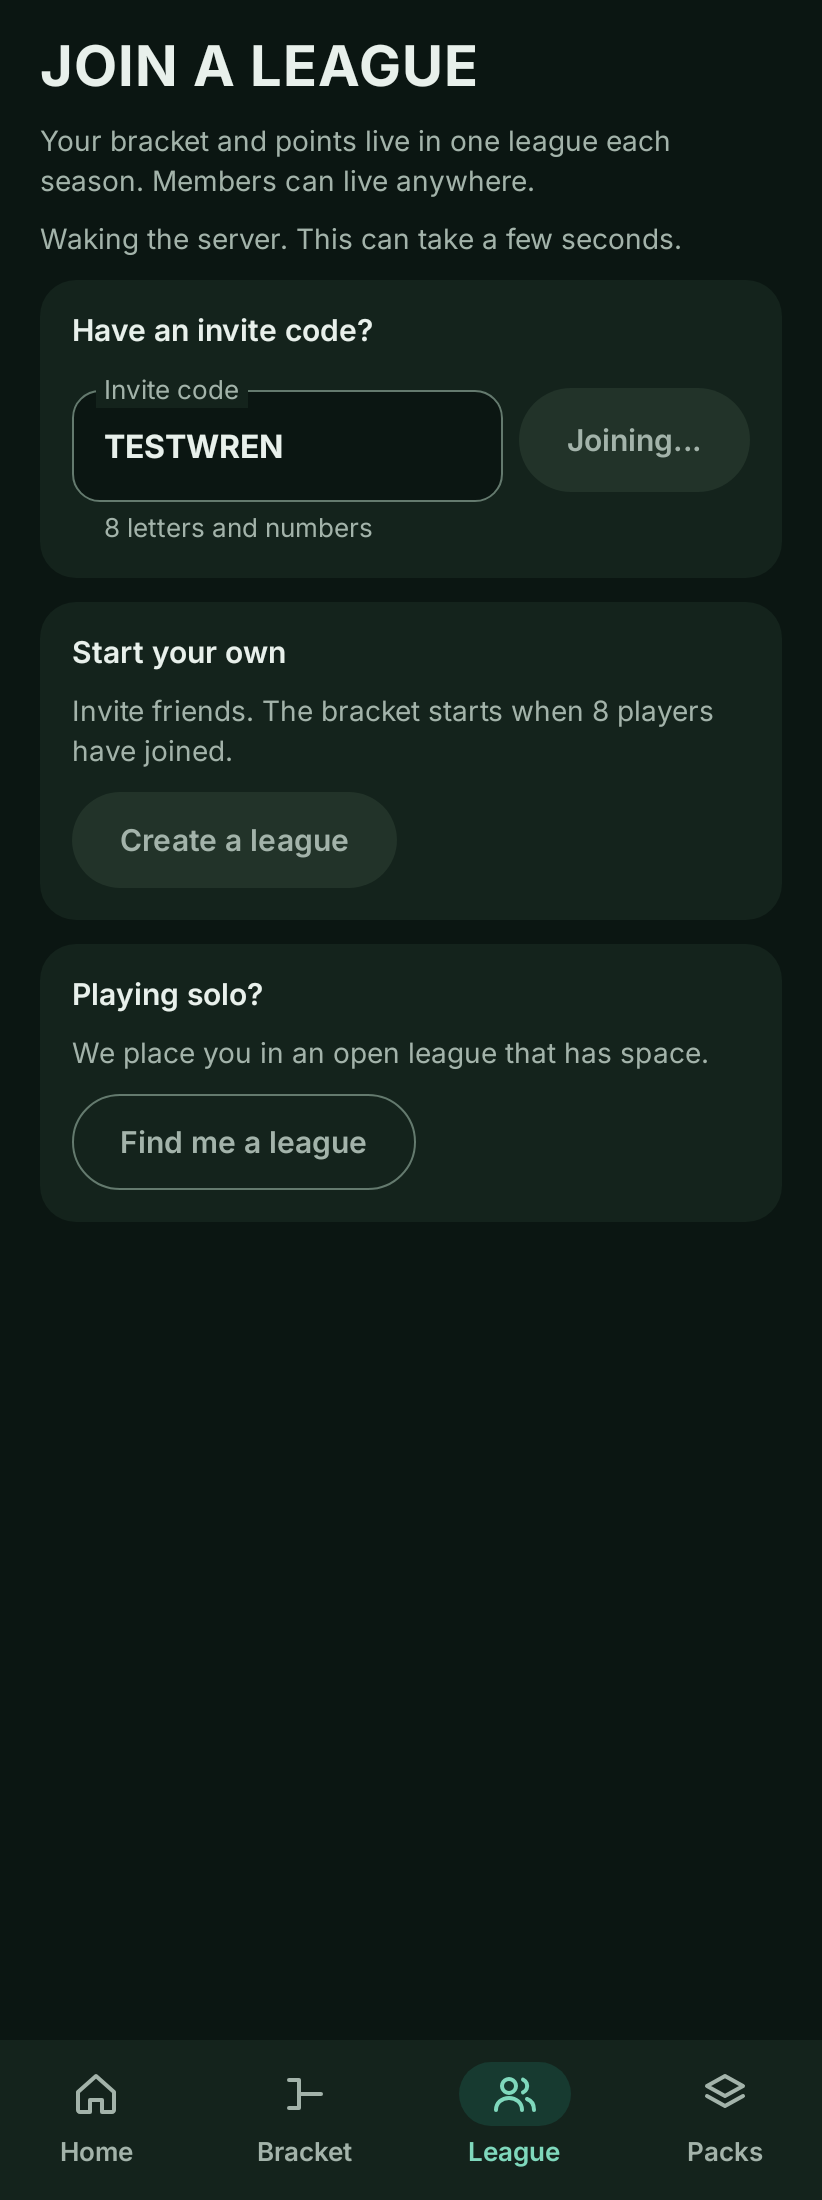 JOIN A LEAGUE
Your bracket and points live in one league each
season. Members can live anywhere.
Waking the server. This can take a few seconds.
Have an invite code?
Invite code
TESTWREN
Joining...
8 letters and numbers
Start your own
Invite friends. The bracket starts when 8 players
have joined.
Create a league
Playing solo?
We place you in an open league that has space.
Find me a league
Home
Bracket
League
Packs